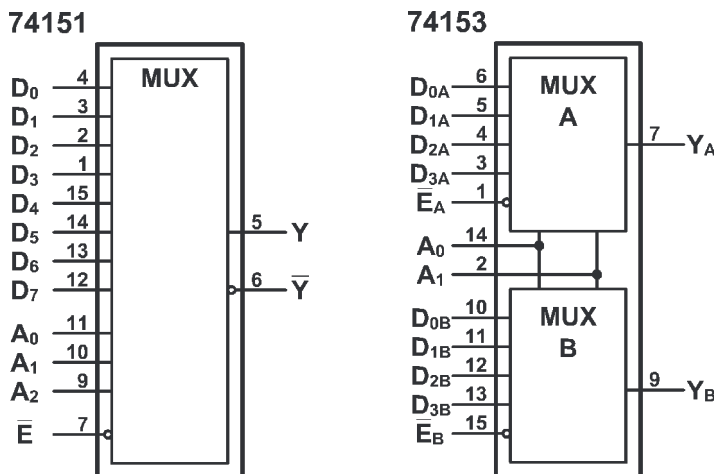 74151
MUX
D0 4
D1 3
D2 2
D3 1
D4 15
D5 14
D6 13
D7 12
A0 11
A1 10
A2 9
E̅ 7
5 Y
6 Y̅
74153
MUX
A
D0A 6
D1A 5
D2A 4
D3A 3
E̅A 1
7 YA
A0 14
A1 2
MUX
B
D0B 10
D1B 11
D2B 12
D3B 13
E̅B 15
9 YB